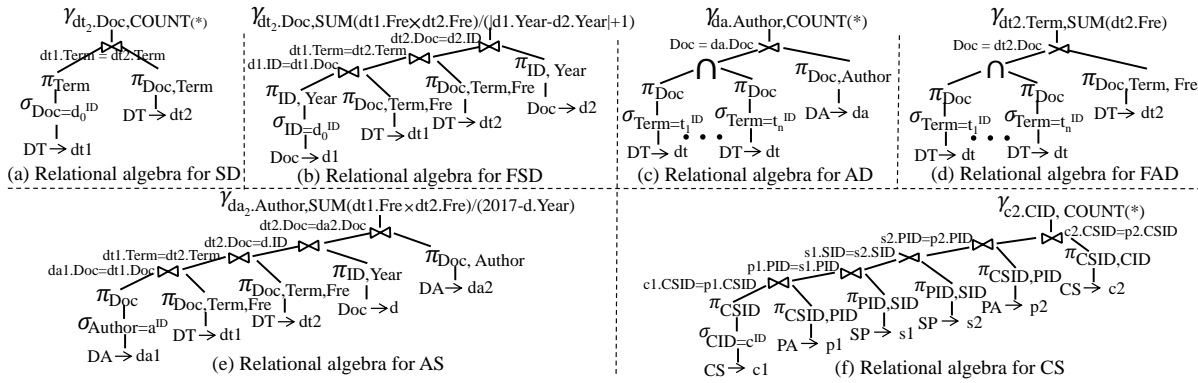 γdt₂.Doc,COUNT(*)
dt1.Term = dt2.Term
πTerm
πDoc,Term
σDoc=d₀ᴵᴰ
DT → dt2
DT → dt1
(a) Relational algebra for SD
γdt₂.Doc,SUM(dt1.Fre×dt2.Fre)/(|d1.Year-d2.Year|+1)
dt2.Doc=d2.ID
dt1.Term=dt2.Term
d1.ID=dt1.Doc
πID, Year
πID, Year
πDoc,Term,Fre
πDoc,Term,Fre
Doc → d2
σID=d₀ᴵᴰ
DT → dt1
DT → dt2
Doc → d1
(b) Relational algebra for FSD
γda.Author,COUNT(*)
Doc = da.Doc
∩
πDoc,Author
πDoc
πDoc
DA → da
σTerm=t₁ᴵᴰ
σTerm=tₙᴵᴰ
• • •
DT → dt
DT → dt
(c) Relational algebra for AD
γdt2.Term,SUM(dt2.Fre)
Doc = dt2.Doc
∩
πDoc, Term, Fre
πDoc
πDoc
DT → dt2
σTerm=t₁ᴵᴰ
σTerm=tₙᴵᴰ
• • •
DT → dt
DT → dt
(d) Relational algebra for FAD
γda₂.Author,SUM(dt1.Fre×dt2.Fre)/(2017-d.Year)
dt2.Doc=da2.Doc
dt2.Doc=d.ID
dt1.Term=dt2.Term
da1.Doc=dt1.Doc
πDoc, Author
πID,Year
DA → da2
πDoc
πDoc,Term,Fre
πDoc,Term,Fre
Doc → d
σAuthor=aᴵᴰ
DT → dt1
DT → dt2
DA → da1
(e) Relational algebra for AS
γc2.CID, COUNT(*)
c2.CSID=p2.CSID
s2.PID=p2.PID
s1.SID=s2.SID
p1.PID=s1.PID
c1.CSID=p1.CSID
πCSID,CID
πCSID,PID
CS → c2
πPID,SID
πPID,SID
PA → p2
πCSID
πCSID,PID
SP → s1
SP → s2
σCID=cᴵᴰ
PA → p1
CS → c1
(f) Relational algebra for CS